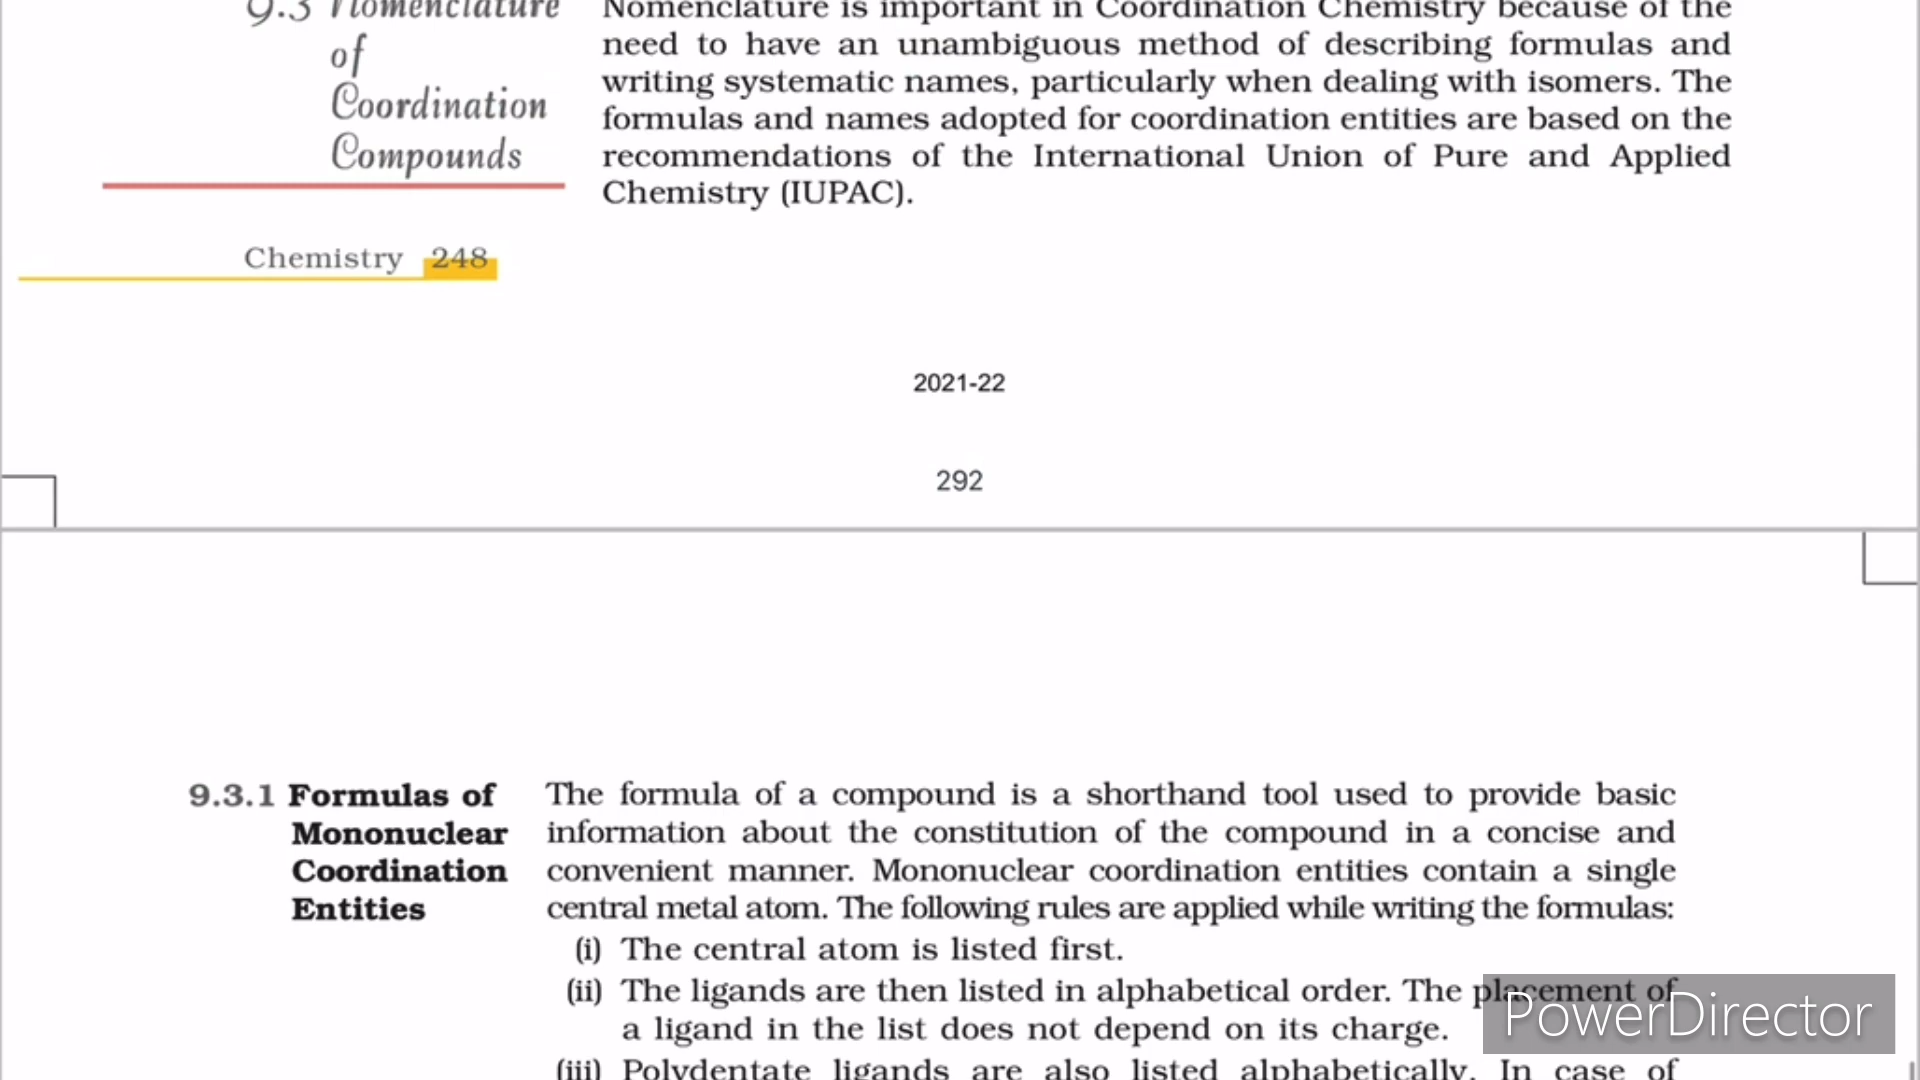 9.3 Nomenclature
of
Coordination
Compounds
Nomenclature is important in Coordination Chemistry because of the
need to have an unambiguous method of describing formulas and
writing systematic names, particularly when dealing with isomers. The
formulas and names adopted for coordination entities are based on the
recommendations of the International Union of Pure and Applied
Chemistry (IUPAC).
Chemistry 248
2021-22
292
9.3.1 Formulas of
Mononuclear
Coordination
Entities
The formula of a compound is a shorthand tool used to provide basic
information about the constitution of the compound in a concise and
convenient manner. Mononuclear coordination entities contain a single
central metal atom. The following rules are applied while writing the formulas:
(i) The central atom is listed first.
(ii) The ligands are then listed in alphabetical order. The placement of
a ligand in the list does not depend on its charge.
(iii) Polydentate ligands are also listed alphabetically. In case of
PowerDirector